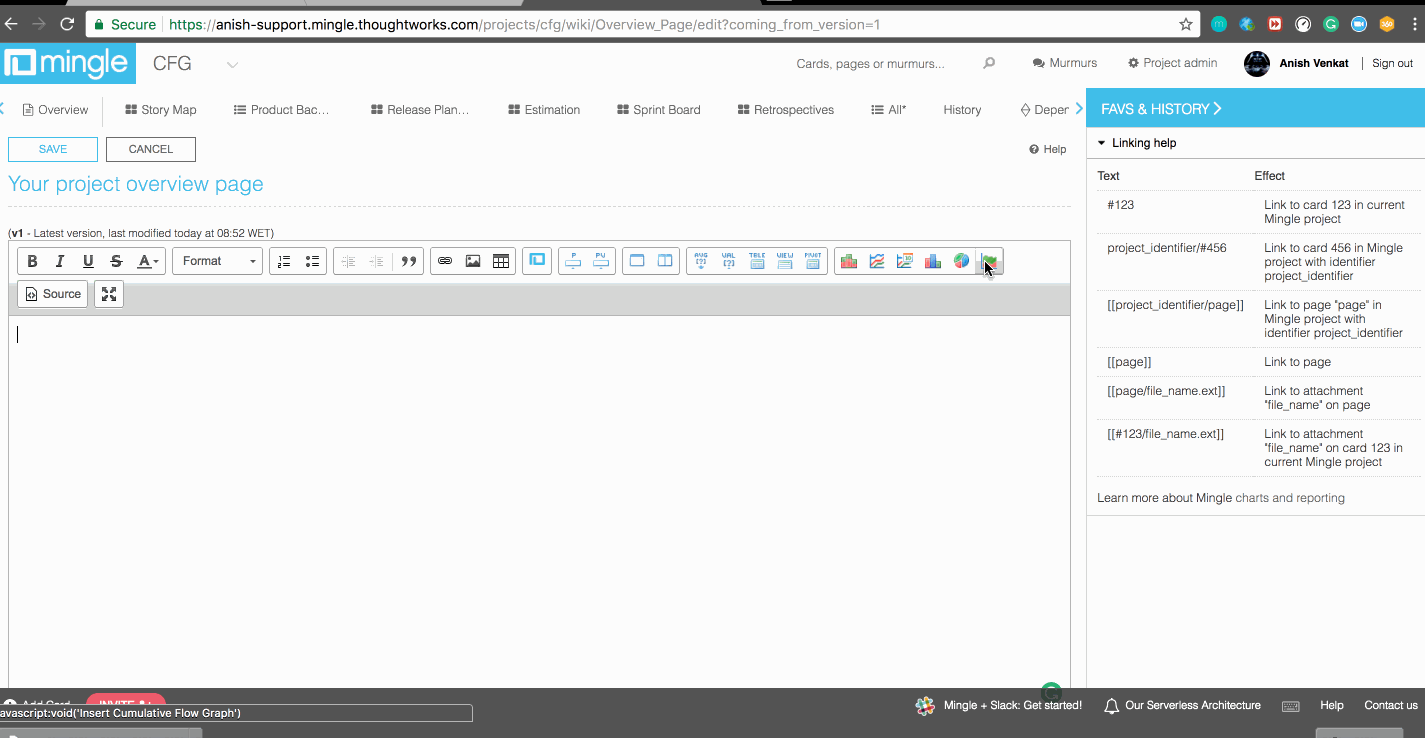 Secure | https://anish-support.mingle.thoughtworks.com/projects/cfg/wiki/Overview_Page/edit?coming_from_version=1
mingle CFG
Cards, pages or murmurs...
Murmurs
Project admin
Anish Venkat
Sign out
Overview
Story Map
Product Bac...
Release Plan...
Estimation
Sprint Board
Retrospectives
All*
History
Deper
FAVS & HISTORY
SAVE
CANCEL
Help
Your project overview page
(v1 - Latest version, last modified today at 08:52 WET)
B I U S A Format
P PV
AVG VAL TBLE VIEW PIVOT
Source
Linking help
Text Effect
#123 Link to card 123 in current
Mingle project
project_identifier/#456 Link to card 456 in Mingle
project with identifier
project_identifier
[[project_identifier/page]] Link to page "page" in
Mingle project with
identifier project_identifier
[[page]] Link to page
[[page/file_name.ext]] Link to attachment
"file_name" on page
[[#123/file_name.ext]] Link to attachment
"file_name" on card 123 in
current Mingle project
Learn more about Mingle charts and reporting
Add Card
INVITE
avascript:void('Insert Cumulative Flow Graph')
Mingle + Slack: Get started!
Our Serverless Architecture
Help
Contact us